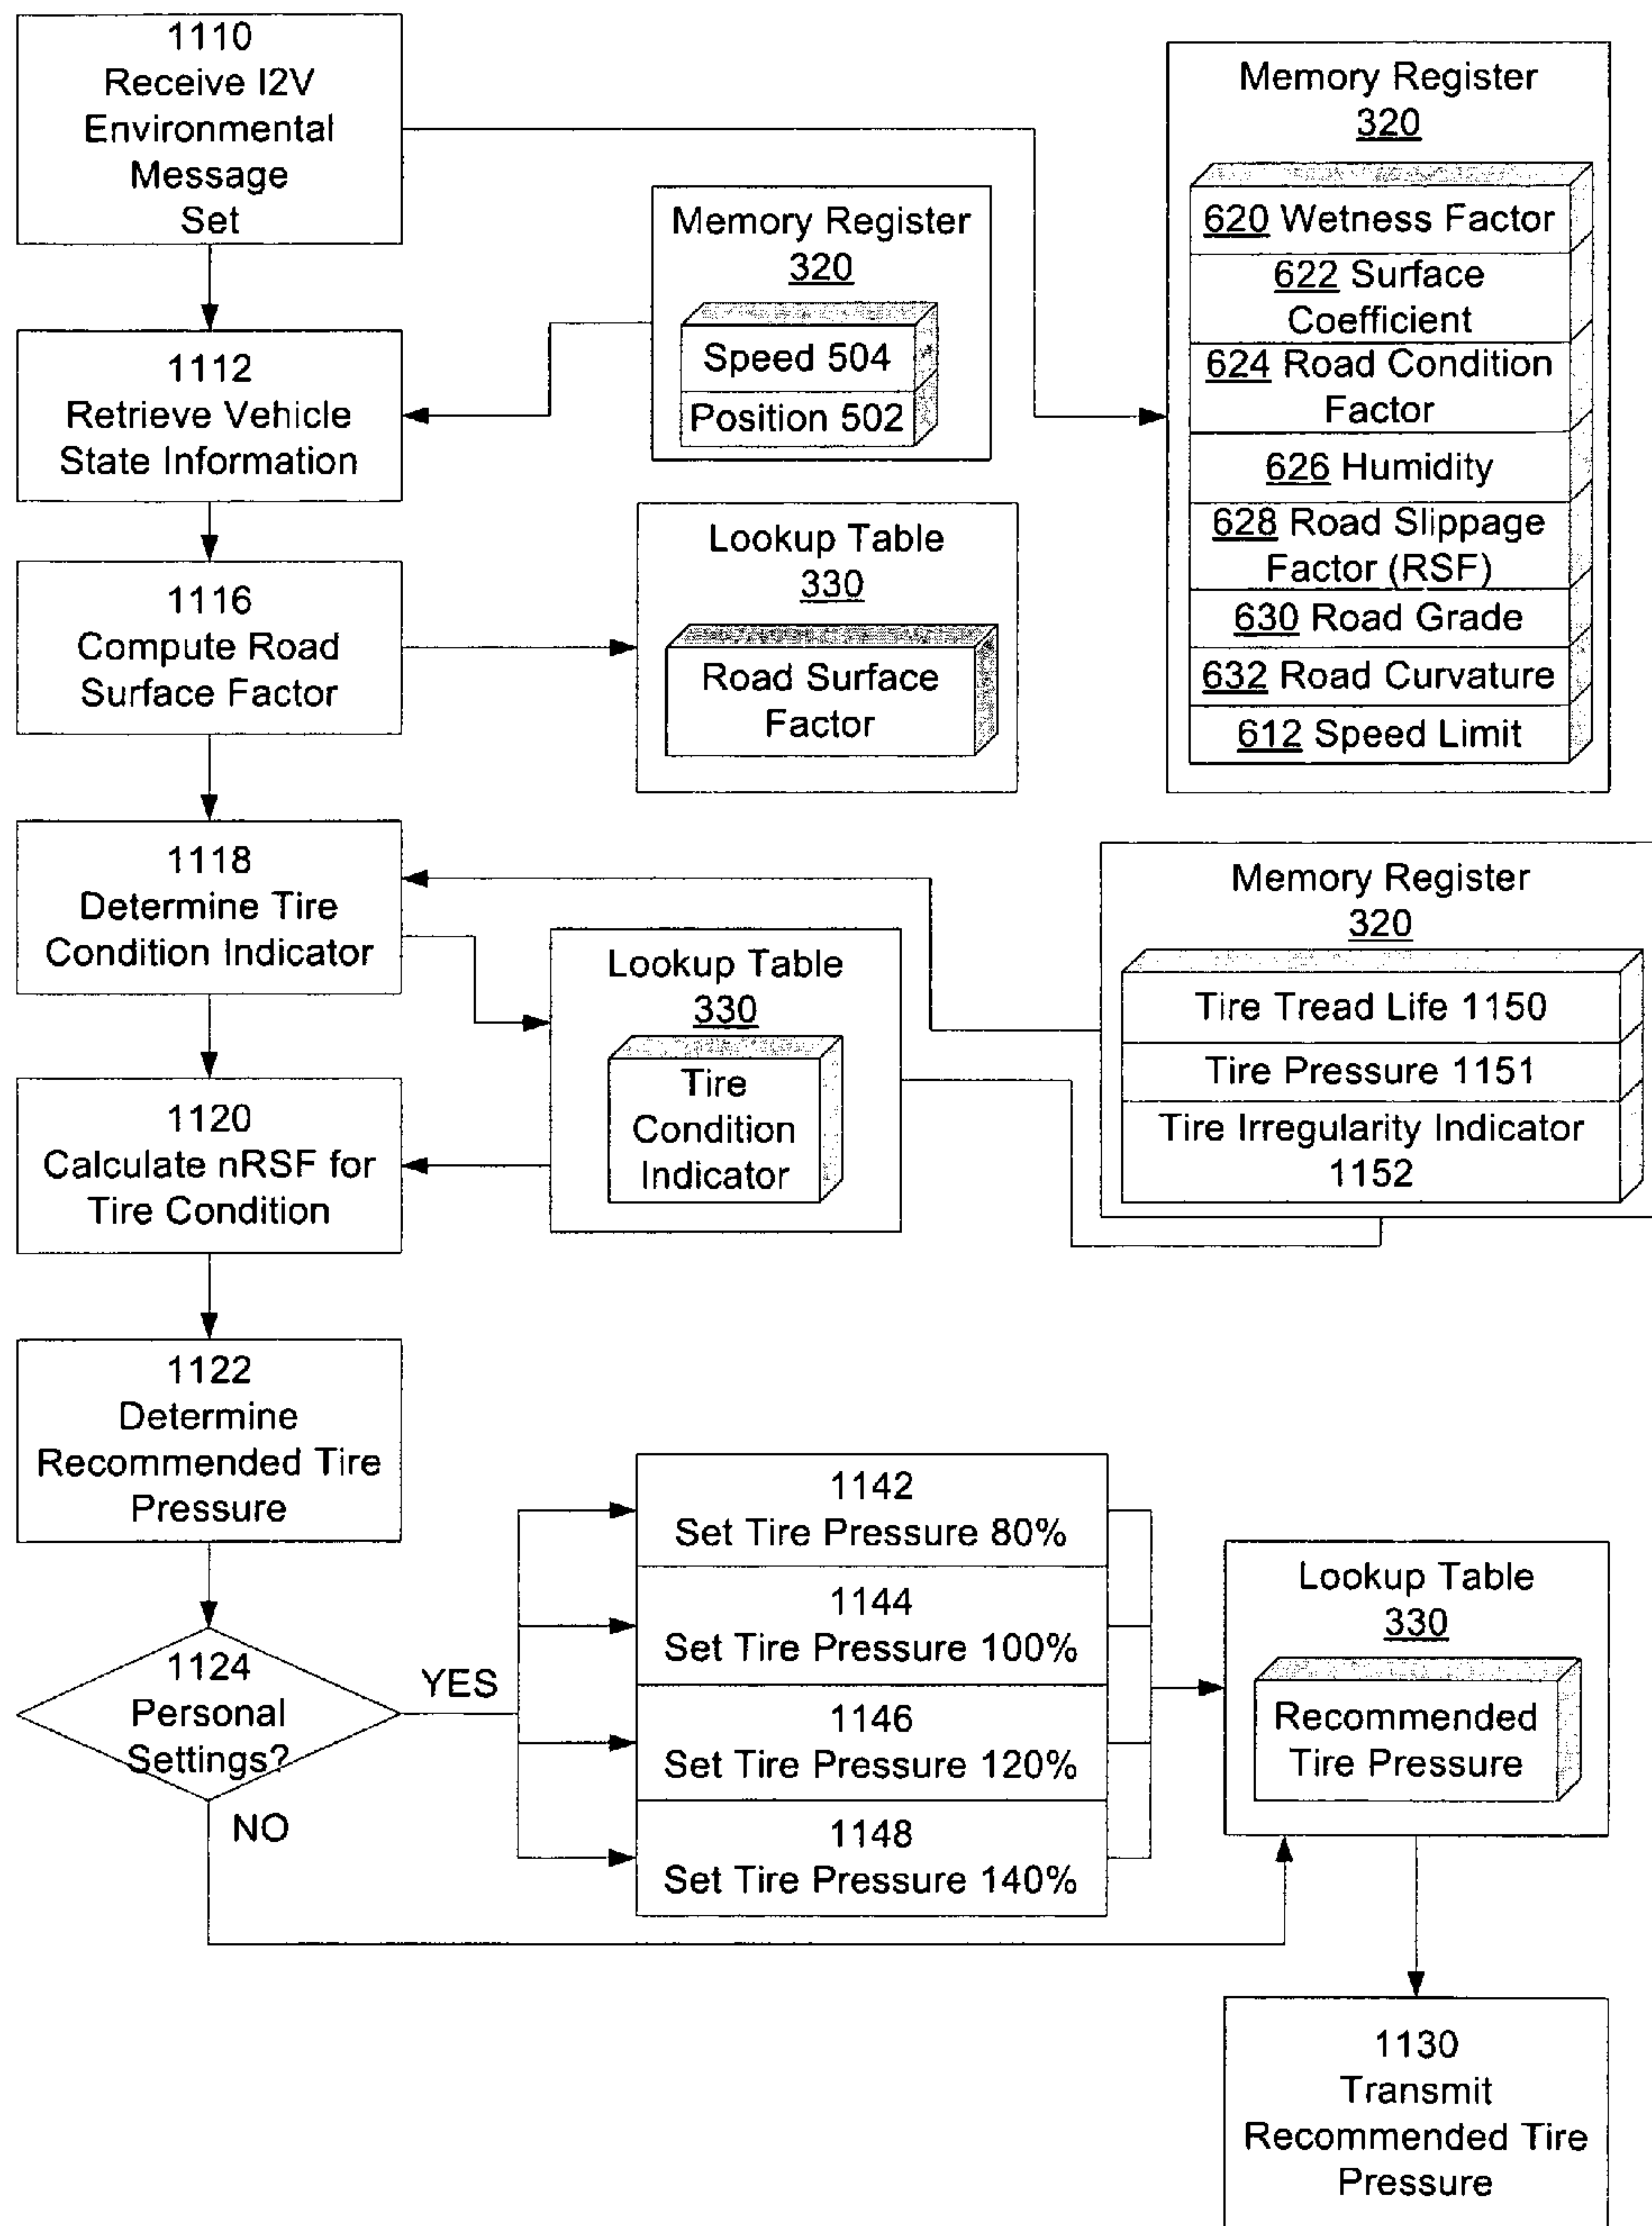 1110
Receive I2V
Environmental
Message
Set
Memory Register
320
620 Wetness Factor
622 Surface
Coefficient
624 Road Condition
Factor
626 Humidity
628 Road Slippage
Factor (RSF)
630 Road Grade
632 Road Curvature
612 Speed Limit
Memory Register
320
Speed 504
Position 502
1112
Retrieve Vehicle
State Information
Lookup Table
330
Road Surface
Factor
1116
Compute Road
Surface Factor
1118
Determine Tire
Condition Indicator
Memory Register
320
Tire Tread Life 1150
Tire Pressure 1151
Tire Irregularity Indicator
1152
Lookup Table
330
Tire
Condition
Indicator
1120
Calculate nRSF for
Tire Condition
1122
Determine
Recommended Tire
Pressure
1124
Personal
Settings?
YES
NO
1142
Set Tire Pressure 80%
1144
Set Tire Pressure 100%
1146
Set Tire Pressure 120%
1148
Set Tire Pressure 140%
Lookup Table
330
Recommended
Tire Pressure
1130
Transmit
Recommended Tire
Pressure